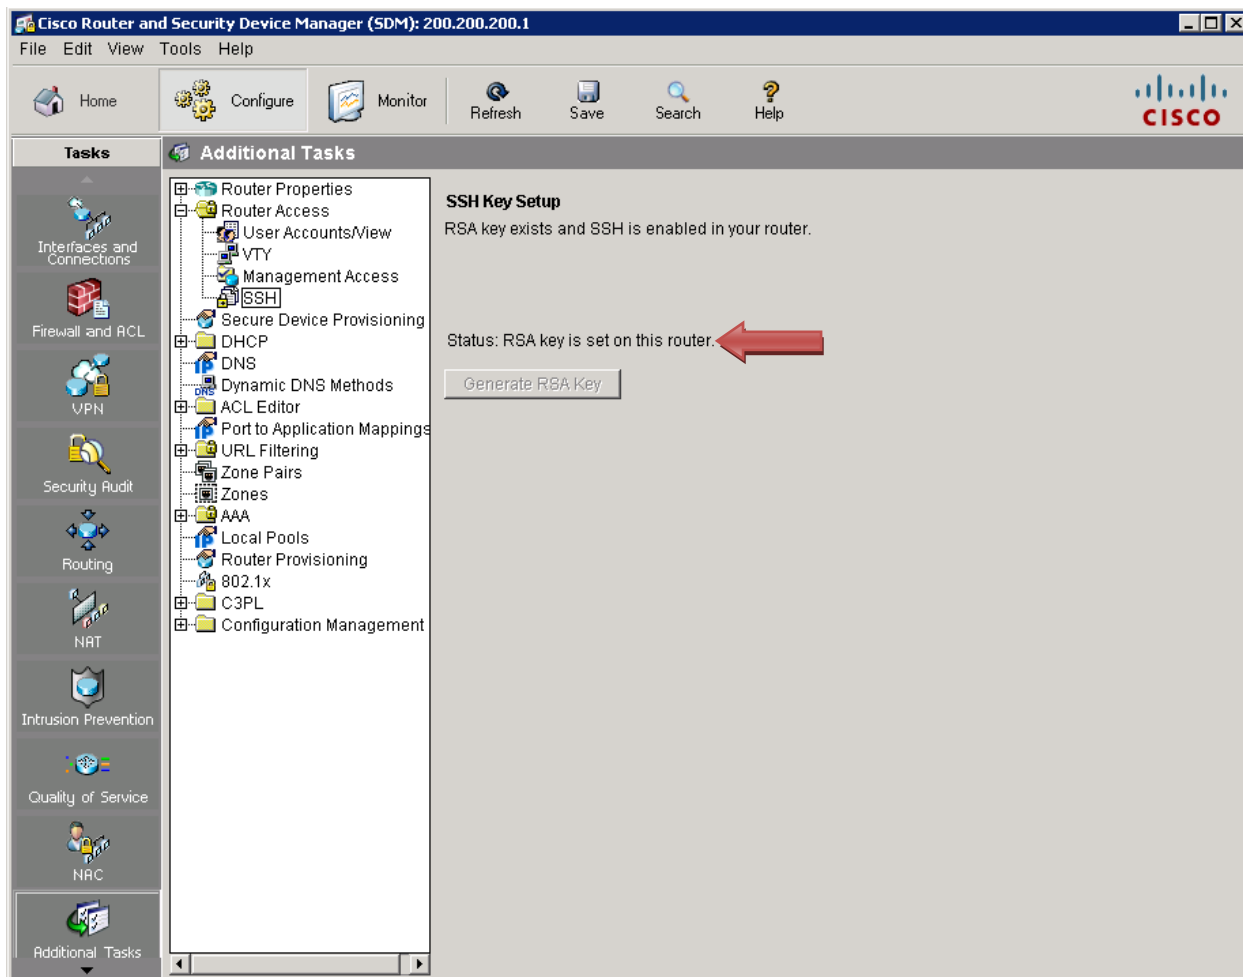 Cisco Router and Security Device Manager (SDM): 200.200.200.1
File Edit View Tools Help
Home
Configure
Monitor
Refresh
Save
Search
Help
CISCO
Tasks
Additional Tasks
Interfaces and
Connections
Firewall and ACL
VPN
Security Audit
Routing
NAT
Intrusion Prevention
Quality of Service
NAC
Additional Tasks
Router Properties
Router Access
User Accounts/View
VTY
Management Access
SSH
Secure Device Provisioning
DHCP
DNS
Dynamic DNS Methods
ACL Editor
Port to Application Mappings
URL Filtering
Zone Pairs
Zones
AAA
Local Pools
Router Provisioning
802.1x
C3PL
Configuration Management
SSH Key Setup
RSA key exists and SSH is enabled in your router.
Status: RSA key is set on this router.
Generate RSA Key